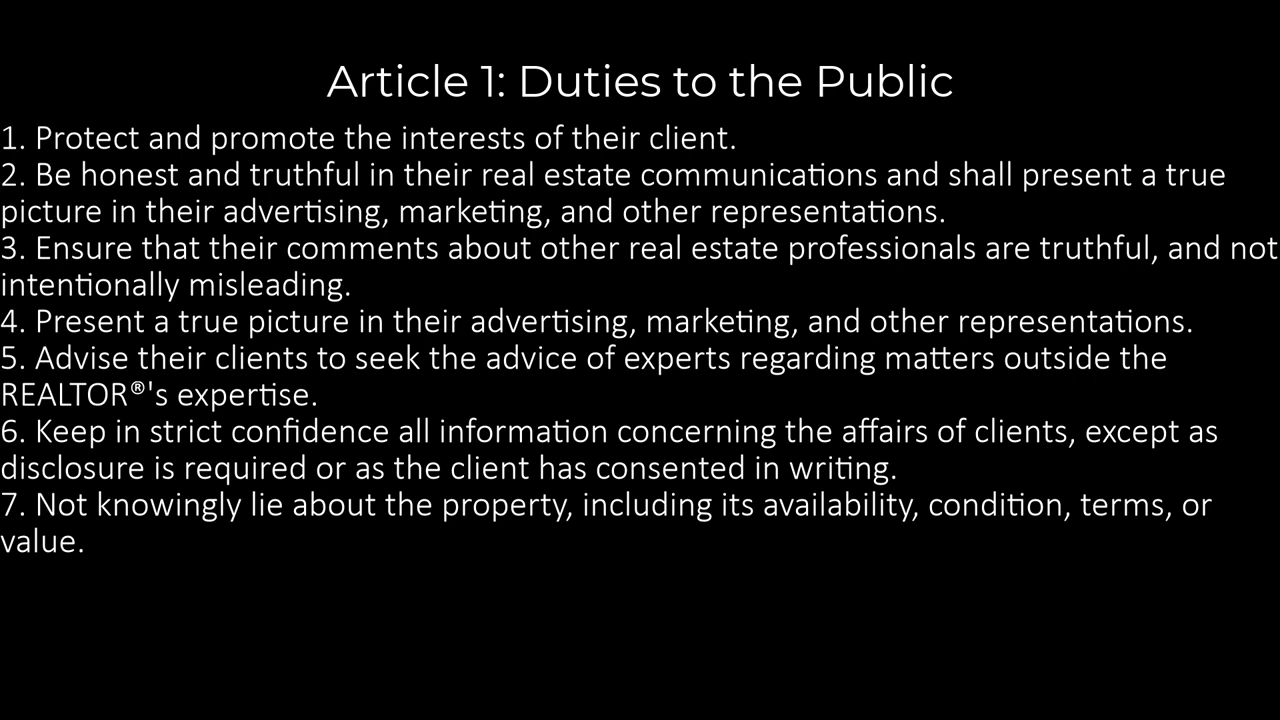 Article 1: Duties to the Public
1. Protect and promote the interests of their client.
2. Be honest and truthful in their real estate communications and shall present a true
picture in their advertising, marketing, and other representations.
3. Ensure that their comments about other real estate professionals are truthful, and not
intentionally misleading.
4. Present a true picture in their advertising, marketing, and other representations.
5. Advise their clients to seek the advice of experts regarding matters outside the
REALTOR®'s expertise.
6. Keep in strict confidence all information concerning the affairs of clients, except as
disclosure is required or as the client has consented in writing.
7. Not knowingly lie about the property, including its availability, condition, terms, or
value.